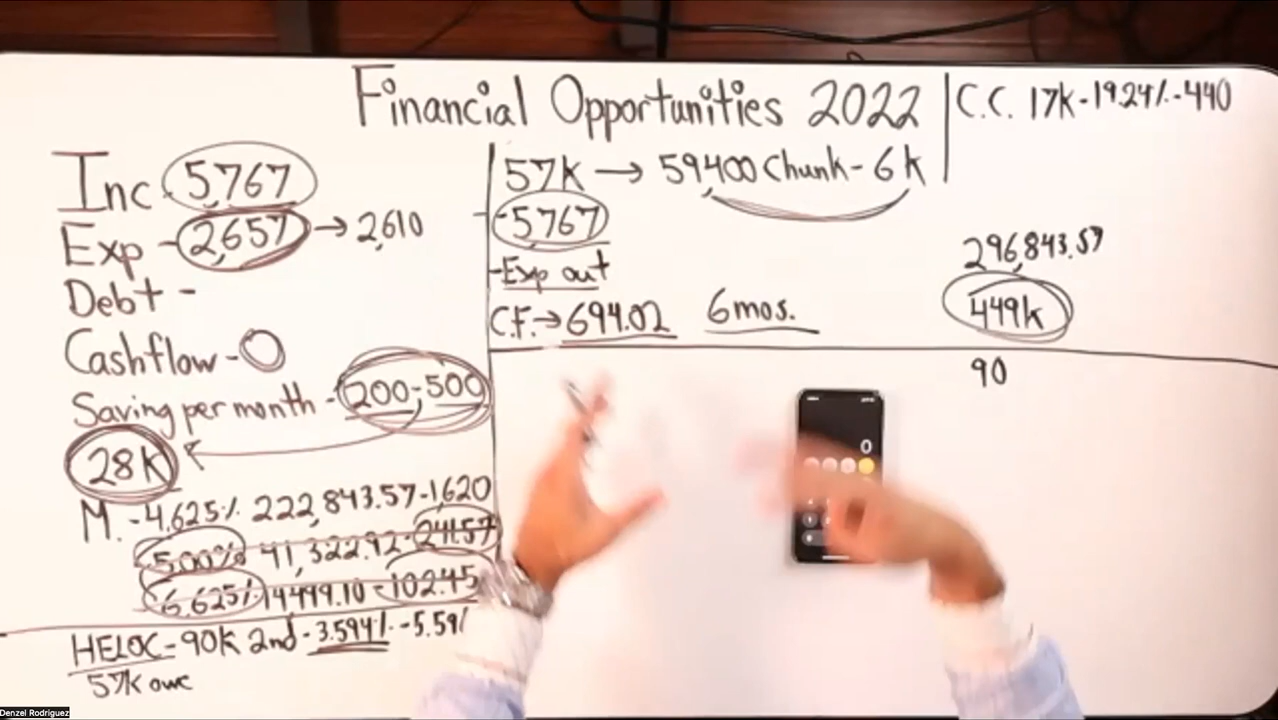 Financial Opportunities 2022
C.C. 17K-19.24%-440
Inc - 5,767
Exp - 2,657 → 2,610
Debt -
Cashflow - 0
Saving per month - 200-500
28K
M. - 4.625% 222,843.57-1,620
5.00% 41,322.92-241.57
6.625% 14499.10-102.45
HELOC-90K 2nd-3.594%-5.59%
57K owe
57K → 59,400 Chunk-6K
-5,767
-Exp out
C.F. → 694.02 6mos.
296,843.57
449K
90
0
Denzel Rodriguez